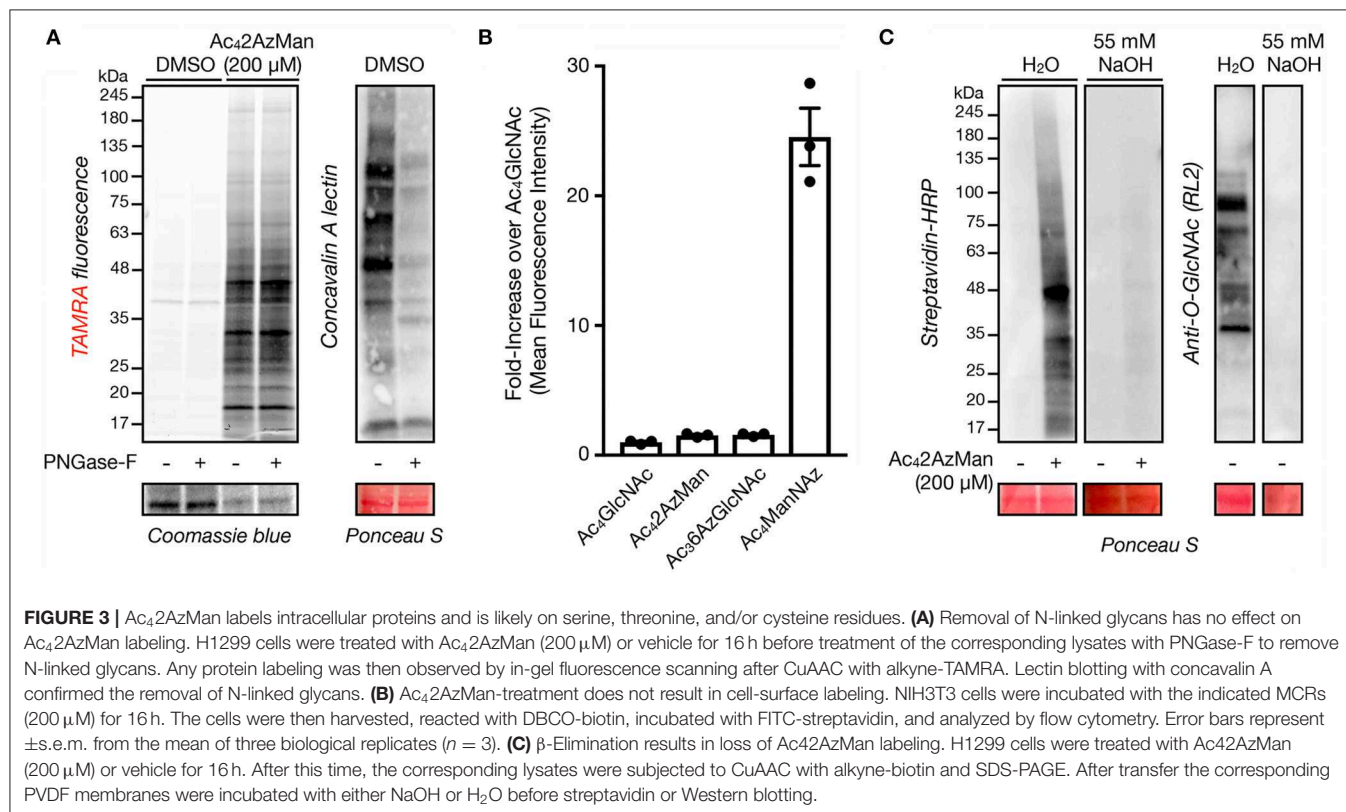 A
Ac₄2AzMan
DMSO (200 μM)
kDa
245
180
135
100
75
63
48
35
25
20
17
TAMRA fluorescence
PNGase-F - + - +
Coomassie blue
DMSO
Concavalin A lectin
- +
Ponceau S
B
Fold-Increase over Ac₄GlcNAc
(Mean Fluorescence Intensity)
30
20
10
0
Ac₄GlcNAc
Ac₄2AzMan
Ac₃6AzGlcNAc
Ac₄ManNAz
C
55 mM
H₂O NaOH
kDa
245
180
135
100
75
63
48
35
25
20
17
Streptavidin-HRP
55 mM
H₂O NaOH
Anti-O-GlcNAc (RL2)
Ac₄2AzMan - + - + - -
(200 μM)
Ponceau S
FIGURE 3 | Ac₄2AzMan labels intracellular proteins and is likely on serine, threonine, and/or cysteine residues. (A) Removal of N-linked glycans has no effect on
Ac₄2AzMan labeling. H1299 cells were treated with Ac₄2AzMan (200 μM) or vehicle for 16 h before treatment of the corresponding lysates with PNGase-F to remove
N-linked glycans. Any protein labeling was then observed by in-gel fluorescence scanning after CuAAC with alkyne-TAMRA. Lectin blotting with concavalin A
confirmed the removal of N-linked glycans. (B) Ac₄2AzMan-treatment does not result in cell-surface labeling. NIH3T3 cells were incubated with the indicated MCRs
(200 μM) for 16 h. The cells were then harvested, reacted with DBCO-biotin, incubated with FITC-streptavidin, and analyzed by flow cytometry. Error bars represent
±s.e.m. from the mean of three biological replicates (n = 3). (C) β-Elimination results in loss of Ac42AzMan labeling. H1299 cells were treated with Ac42AzMan
(200 μM) or vehicle for 16 h. After this time, the corresponding lysates were subjected to CuAAC with alkyne-biotin and SDS-PAGE. After transfer the corresponding
PVDF membranes were incubated with either NaOH or H₂O before streptavidin or Western blotting.